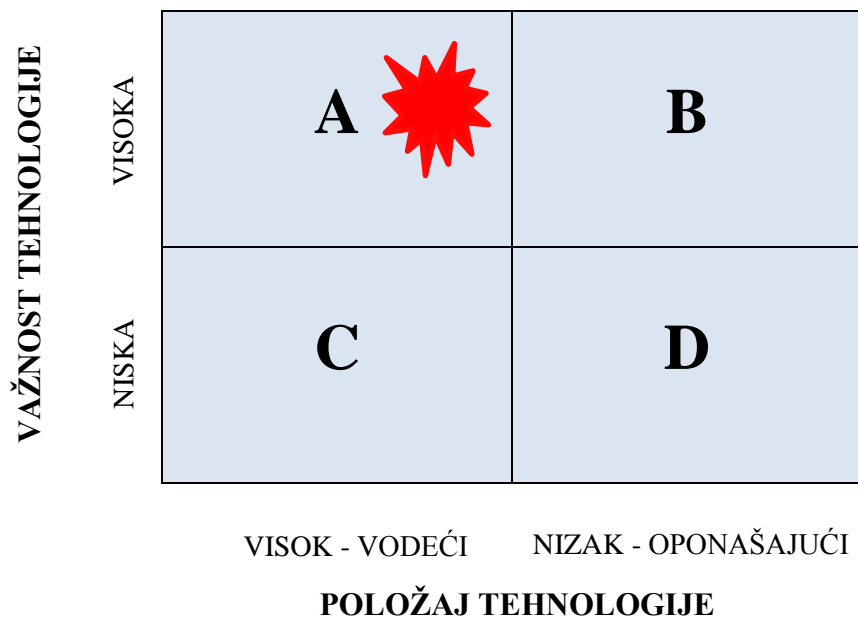 VAŽNOST TEHNOLOGIJE
VISOKA
A
B
NISKA
C
D
VISOK - VODEĆI
NIZAK - OPONAŠAJUĆI
POLOŽAJ TEHNOLOGIJE